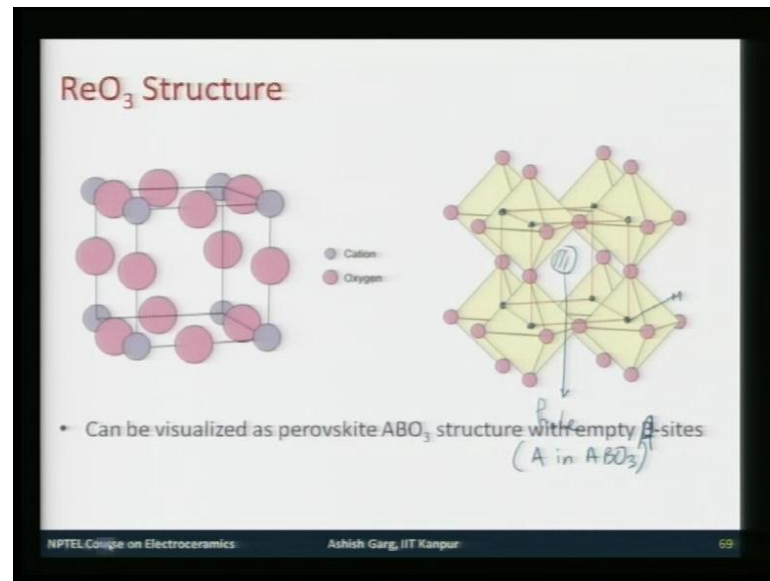 ReO₃ Structure
Cation
Oxygen
M
• Can be visualized as perovskite ABO₃ structure with empty A-sites
(A in ABO₃)
NPTEL Course on Electroceramics Ashish Garg, IIT Kanpur 69